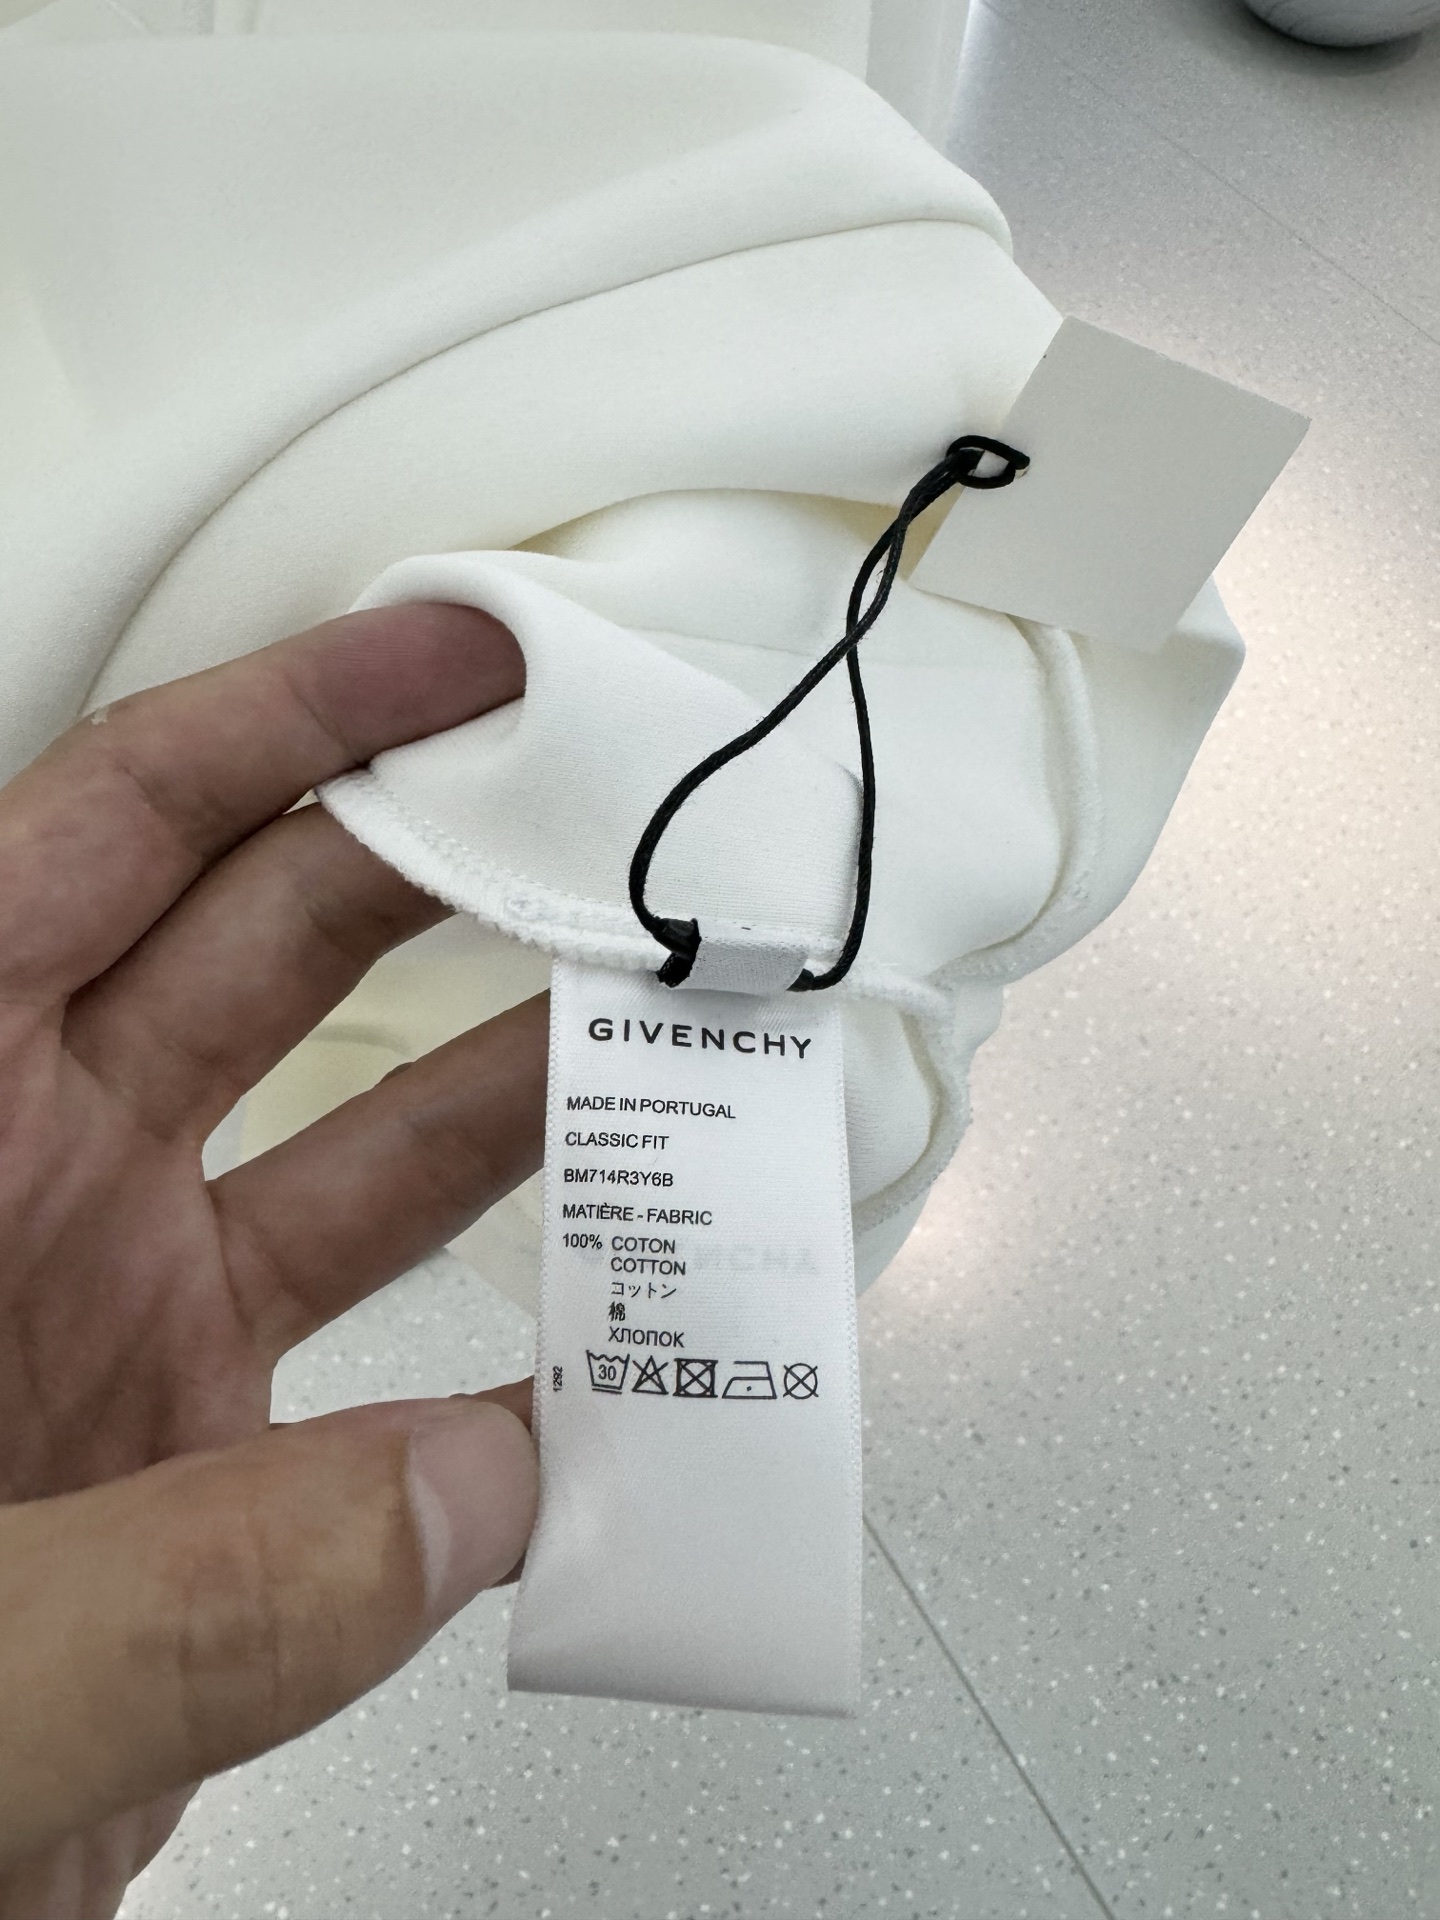 GIVENCHY
MADE IN PORTUGAL
CLASSIC FIT
BM714R3Y6B
MATIÈRE - FABRIC
100% COTON
COTTON
コットン
棉
ХЛОПОК
30
1292